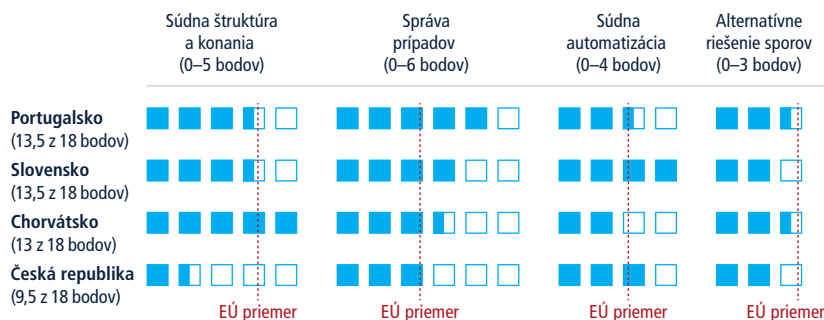 Súdna štruktúra
a konania
(0–5 bodov)
Správa
prípadov
(0–6 bodov)
Súdna
automatizácia
(0–4 bodov)
Alternatívne
riešenie sporov
(0–3 bodov)
Portugalsko
(13,5 z 18 bodov)
Slovensko
(13,5 z 18 bodov)
Chorvátsko
(13 z 18 bodov)
Česká republika
(9,5 z 18 bodov)
EÚ priemer
EÚ priemer
EÚ priemer
EÚ priemer